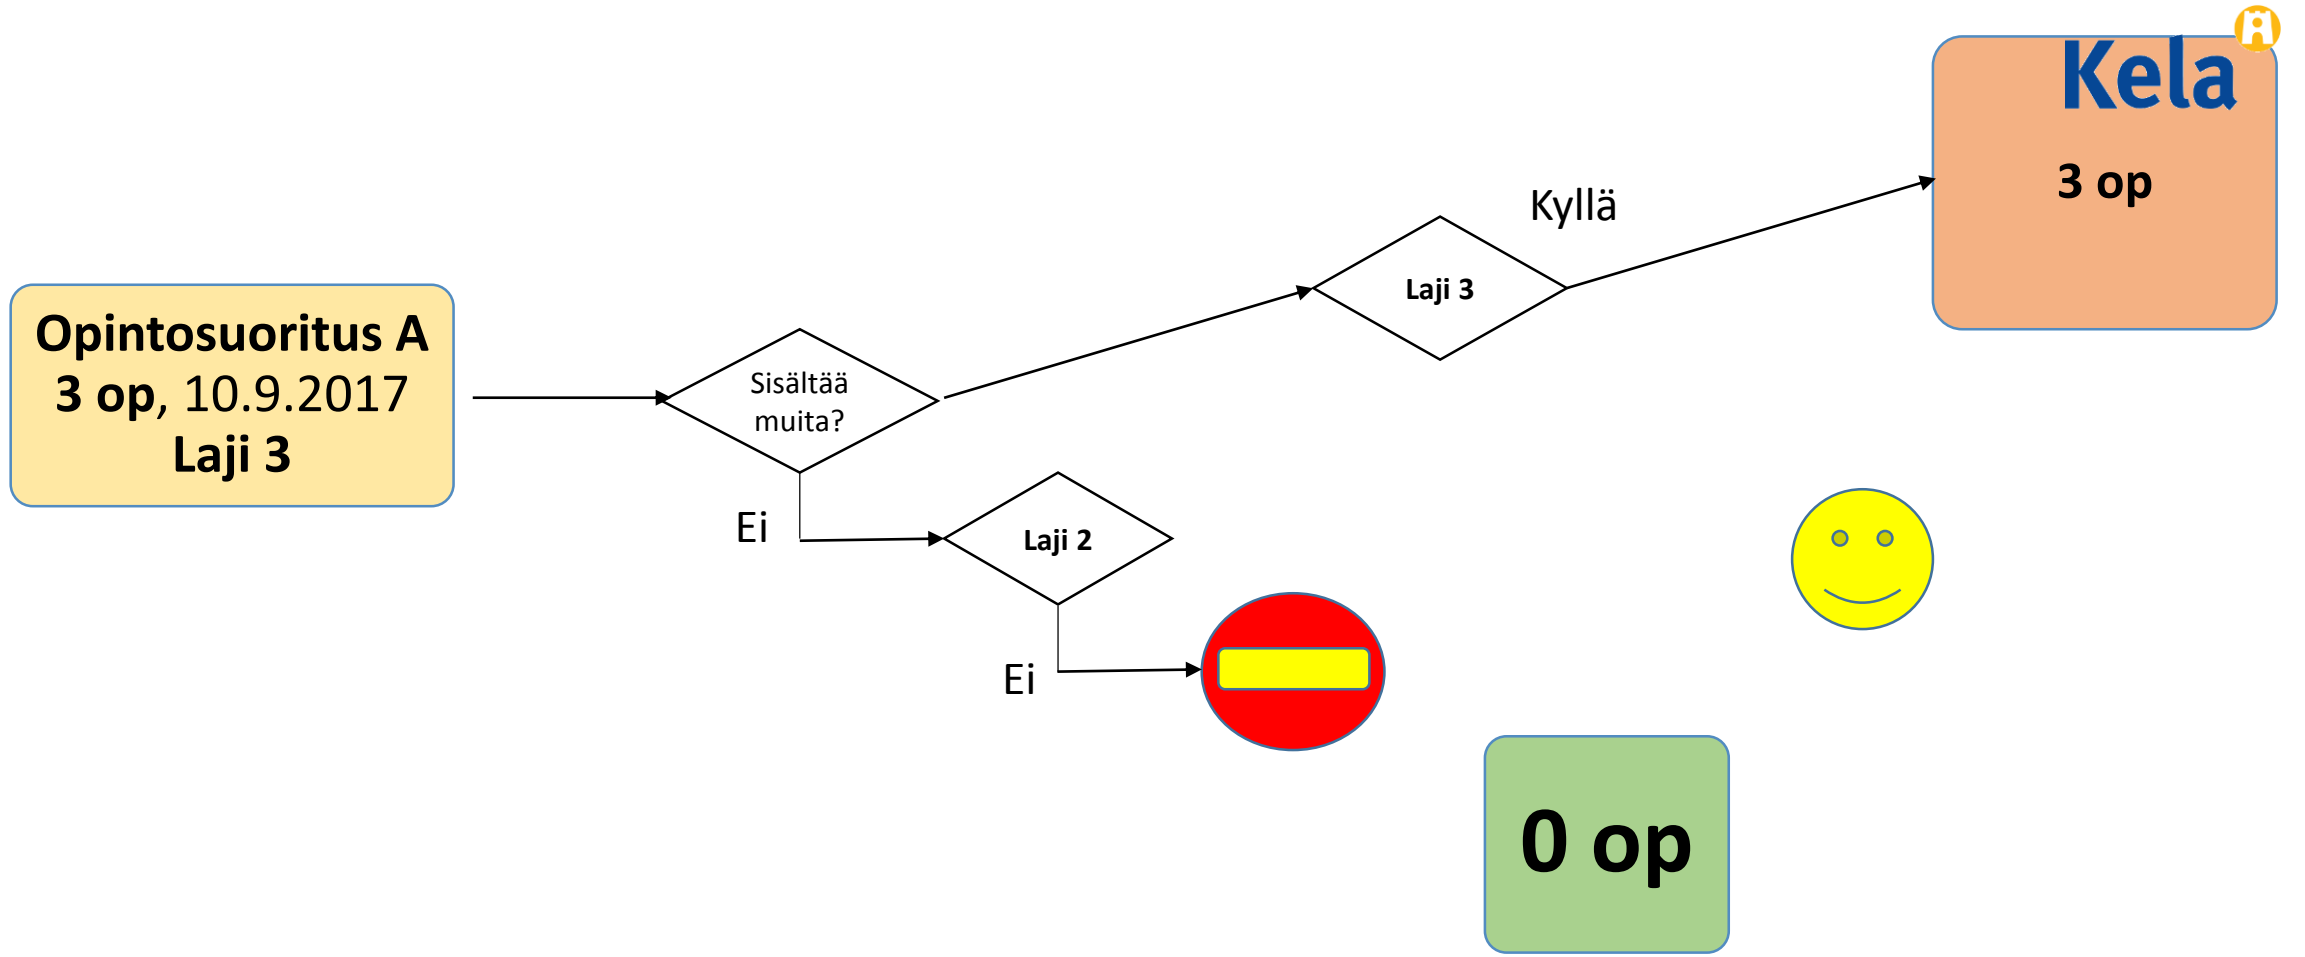 Opintosuoritus A
3 op, 10.9.2017
Laji 3
Sisältää
muita?
Ei
Laji 2
Ei
Laji 3
Kyllä
Kela
3 op
0 op